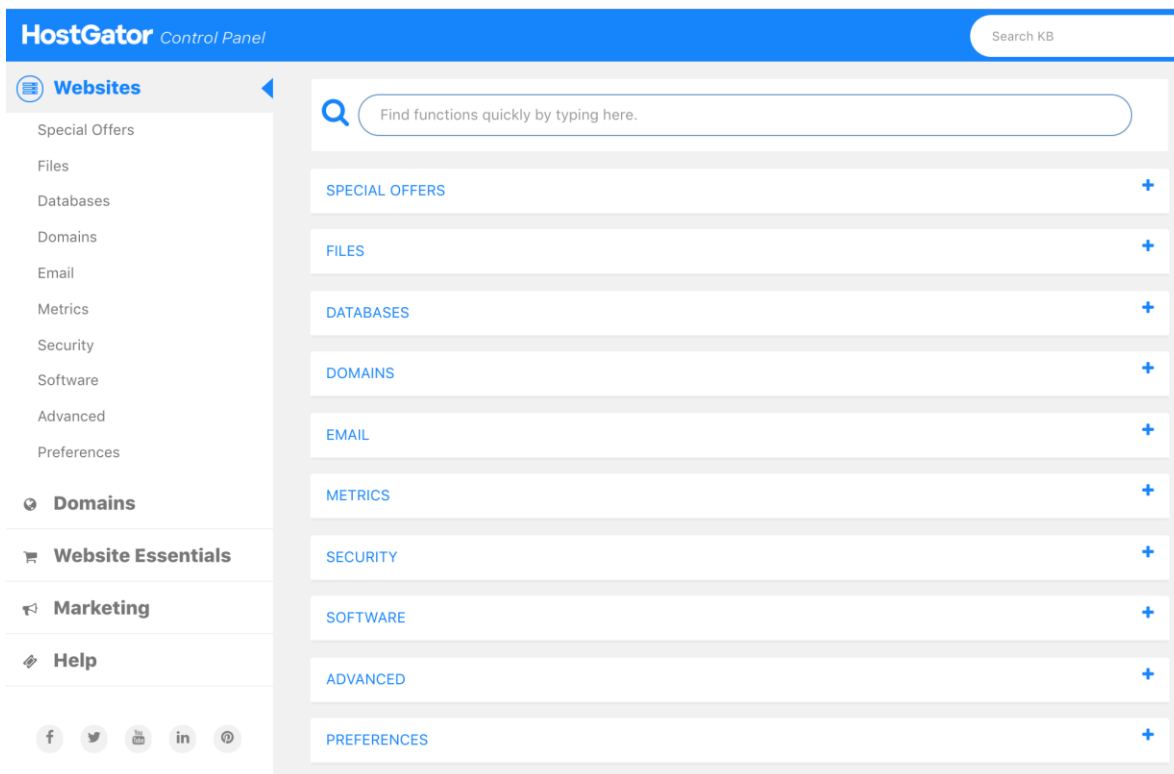 HostGator Control Panel
Search KB
Websites
Special Offers
Files
Databases
Domains
Email
Metrics
Security
Software
Advanced
Preferences
Domains
Website Essentials
Marketing
Help
Find functions quickly by typing here.
SPECIAL OFFERS
FILES
DATABASES
DOMAINS
EMAIL
METRICS
SECURITY
SOFTWARE
ADVANCED
PREFERENCES